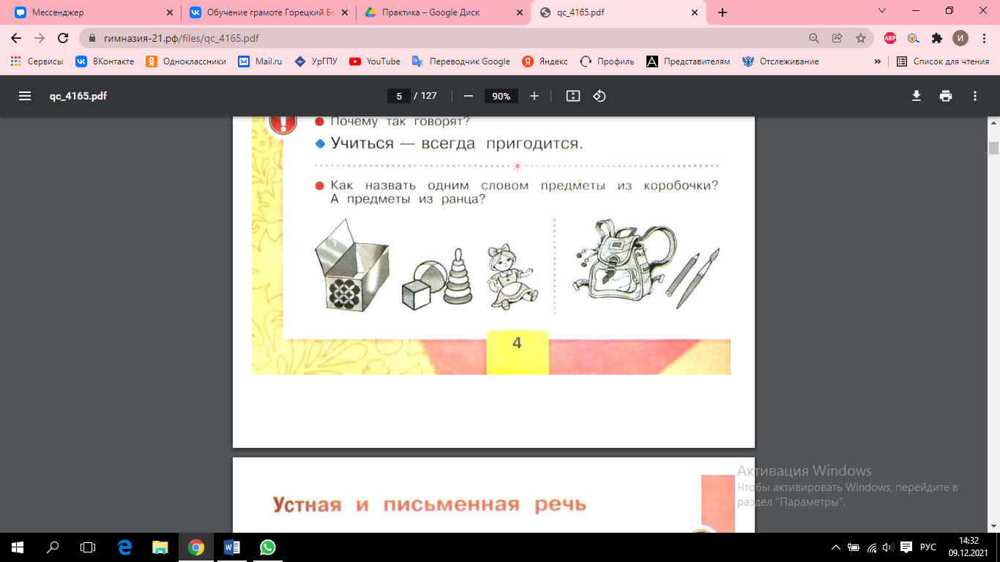 Мессенджер
Обучение грамоте Горецкий Бе
Практика – Google Диск
qc_4165.pdf
гимназия-21.рф/files/qc_4165.pdf
ABP
И
Сервисы
ВКонтакте
Одноклассники
Mail.ru
УрГПУ
YouTube
Переводчик Google
Яндекс
Профиль
Представителям
Отслеживание
»
Список для чтения
qc_4165.pdf
5 / 127
90%
Почему так говорят?
Учиться — всегда пригодится.
Как назвать одним словом предметы из коробочки?
А предметы из ранца?
4
Устная и письменная речь
Активация Windows
Чтобы активировать Windows, перейдите в
раздел "Параметры".
РУС
14:32
09.12.2021